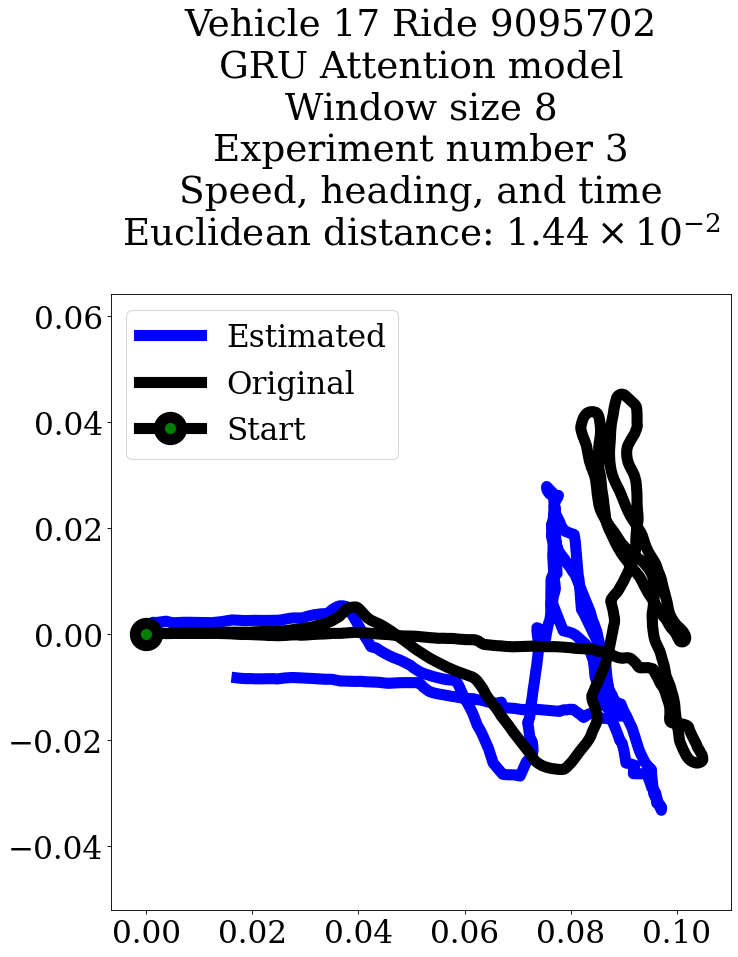 Vehicle 17 Ride 9095702
GRU Attention model
Window size 8
Experiment number 3
Speed, heading, and time
Euclidean distance: 1.44 × 10⁻²
0.06
0.04
0.02
0.00
−0.02
−0.04
Estimated
Original
Start
0.00 0.02 0.04 0.06 0.08 0.10